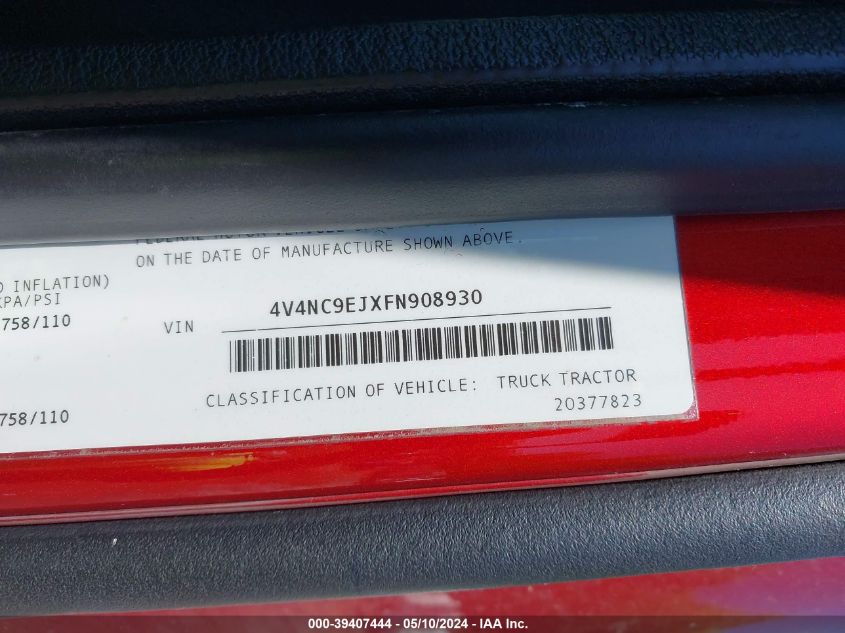 ON THE DATE OF MANUFACTURE SHOWN ABOVE.
INFLATION)
KPA/PSI
758/110
VIN 4V4NC9EJXFN908930
CLASSIFICATION OF VEHICLE: TRUCK TRACTOR
758/110
20377823
000-39407444 - 05/10/2024 - IAA Inc.